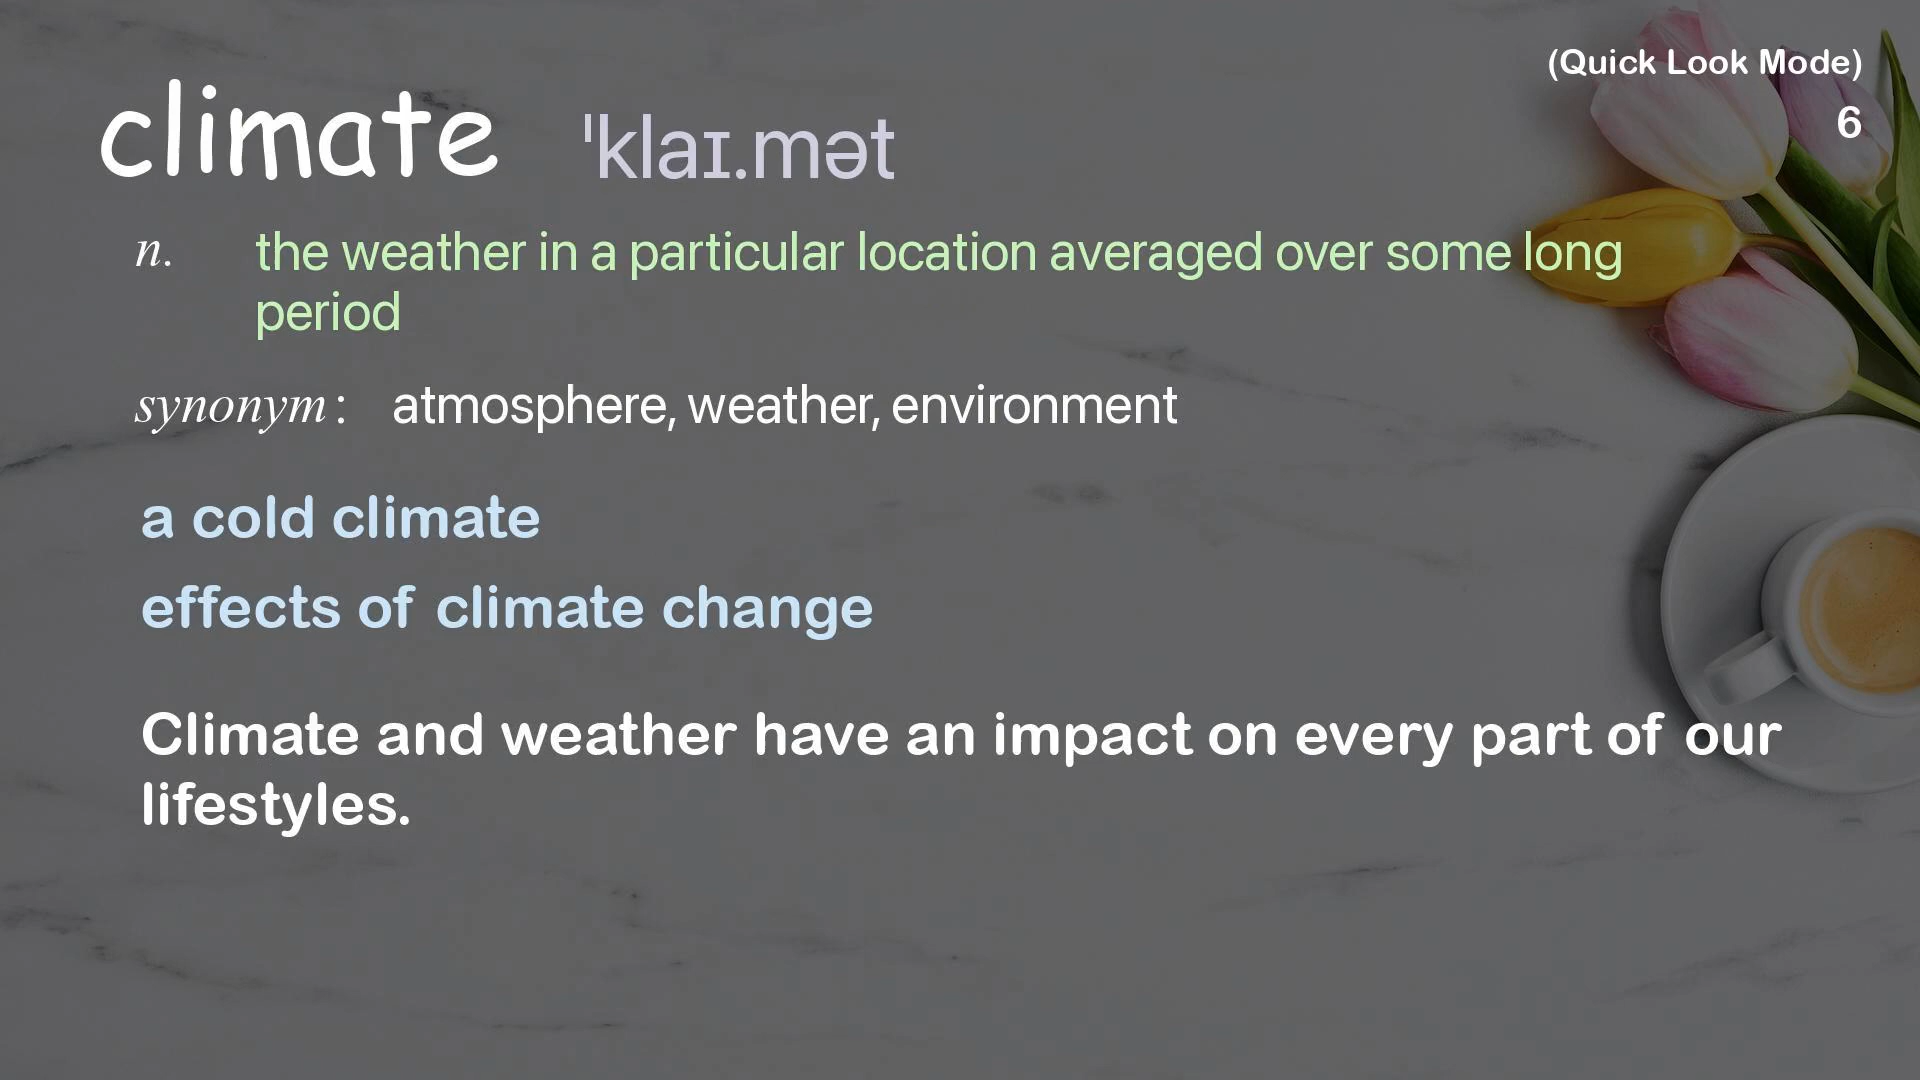 (Quick Look Mode)
6
climate ˈklaɪ.mət
n. the weather in a particular location averaged over some long
period
synonym: atmosphere, weather, environment
a cold climate
effects of climate change
Climate and weather have an impact on every part of our
lifestyles.